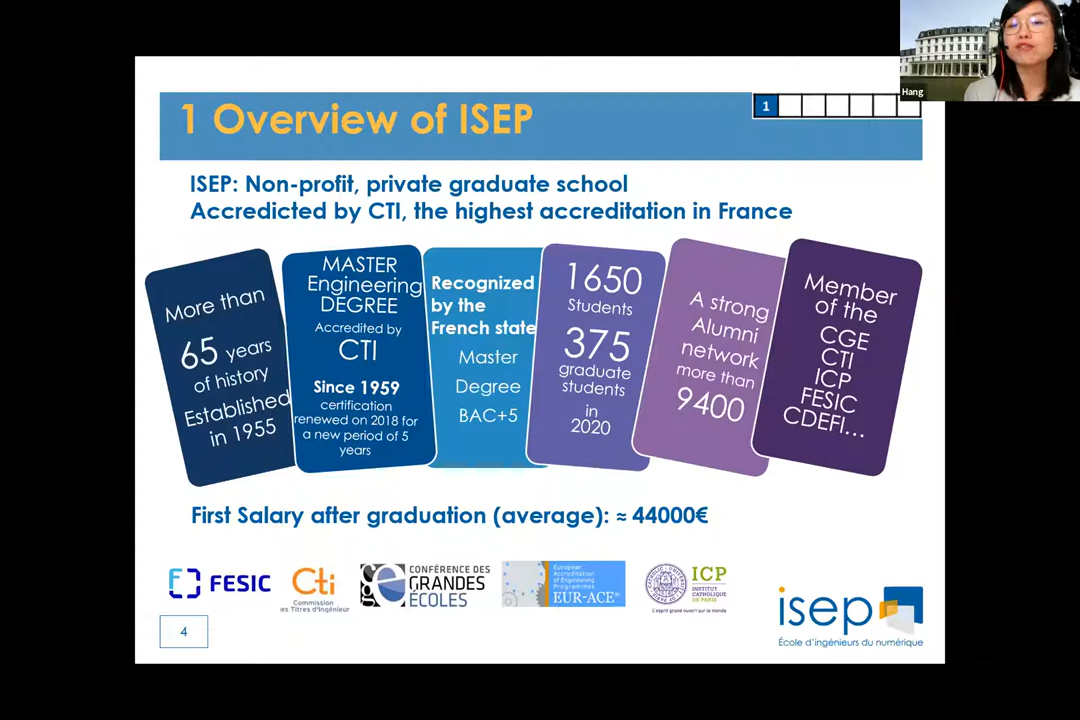 Hang
1 Overview of ISEP
1
ISEP: Non-profit, private graduate school
Accredicted by CTI, the highest accreditation in France
More than
65 years
of history
Established
in 1955
MASTER
Engineering
DEGREE
Accredited by
CTI
Since 1959
certification
renewed on 2018 for
a new period of 5
years
Recognized
by the
French state
Master
Degree
BAC+5
1650
Students
375
graduate
students
in
2020
A strong
Alumni
network
more than
9400
Member
of the
CGE
CTI
ICP
FESIC
CDEFI...
First Salary after graduation (average): ≈ 44000€
FESIC
Cti
Commission
des Titres d'Ingénieur
CONFÉRENCE DES
GRANDES
ÉCOLES
European
Accreditation
of Engineering
Programmes
EUR-ACE®
ICP
INSTITUT
CATHOLIQUE
DE PARIS
L'esprit grand ouvert sur le monde
4
isep
École d'ingénieurs du numérique